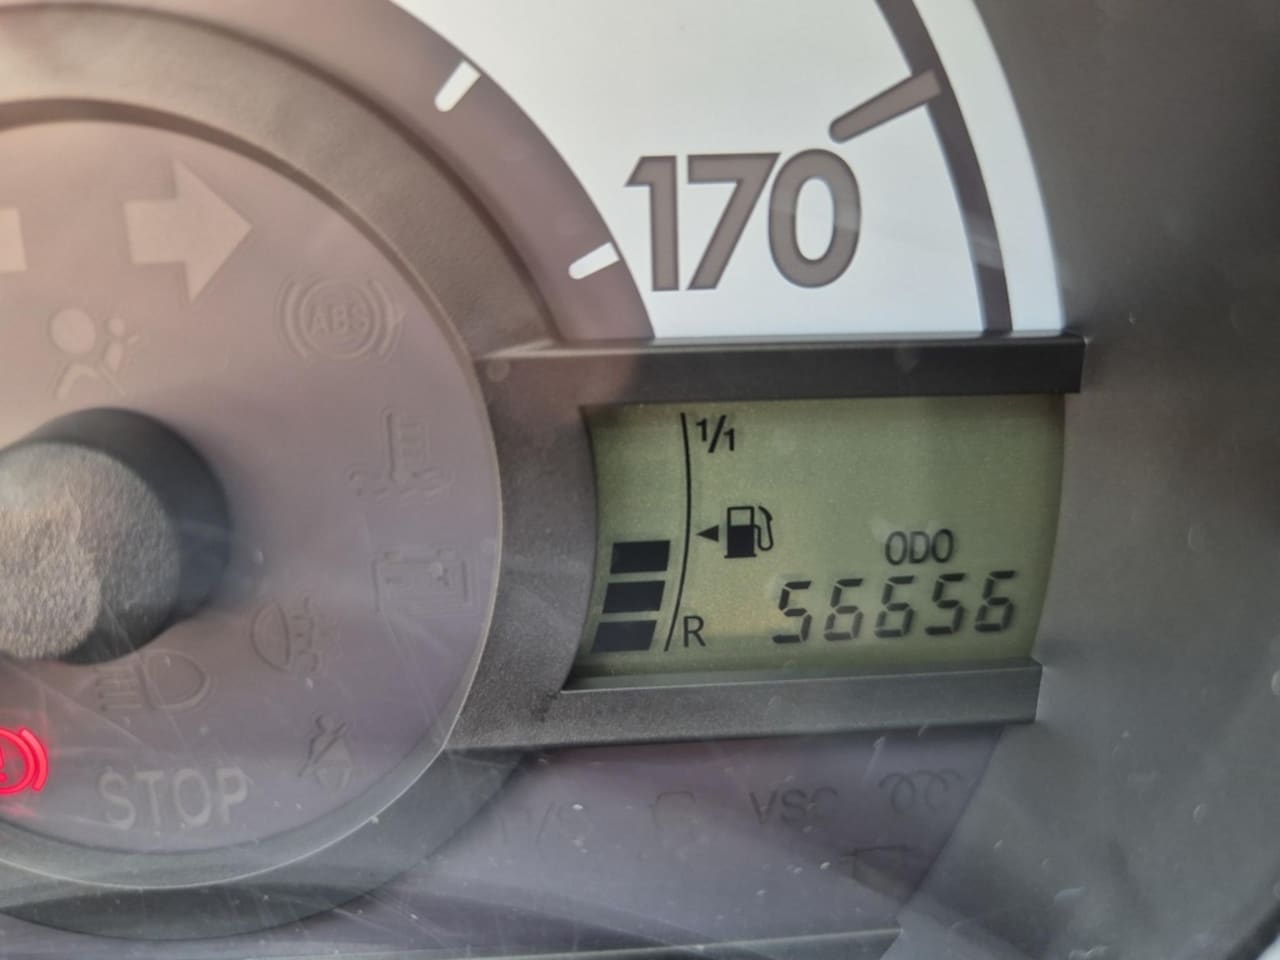 170
ABS
1/1
ODO
56656
R
STOP
P/S
VSC